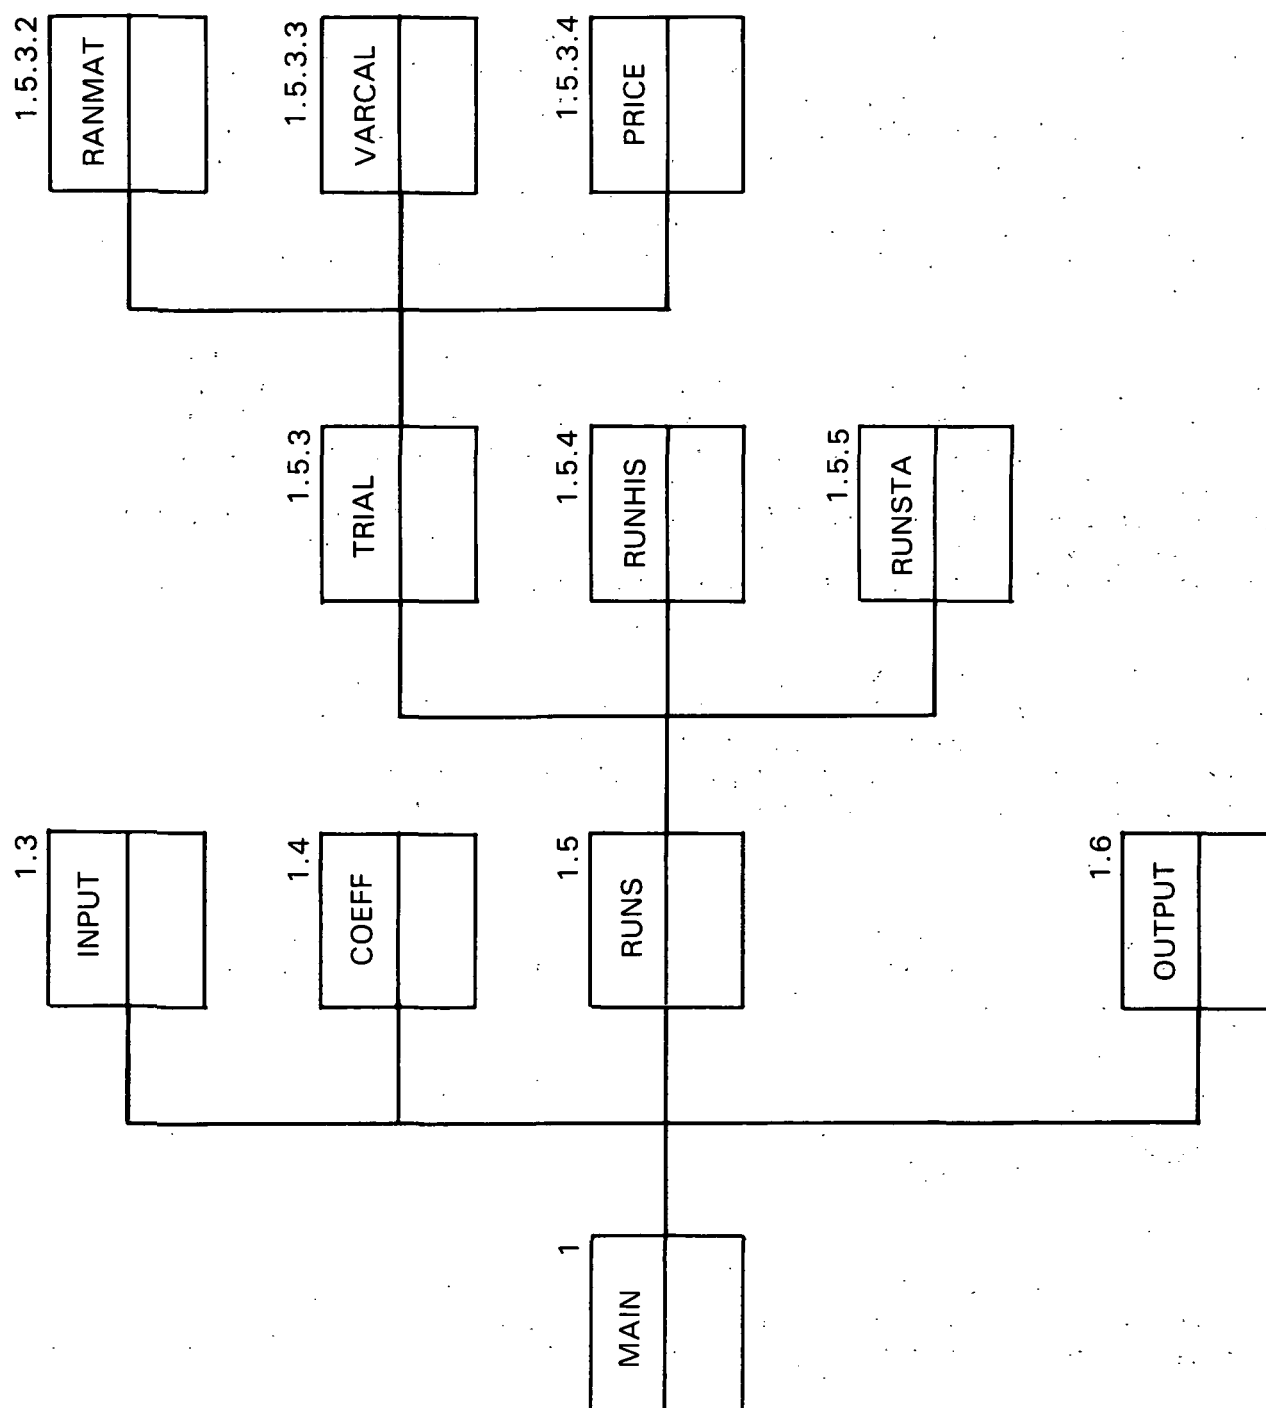 1
MAIN
1.3
INPUT
1.4
COEFF
1.5
RUNS
1.6
OUTPUT
1.5.3
TRIAL
1.5.4
RUNHIS
1.5.5
RUNSTA
1.5.3.2
RANMAT
1.5.3.3
VARCAL
1.5.3.4
PRICE